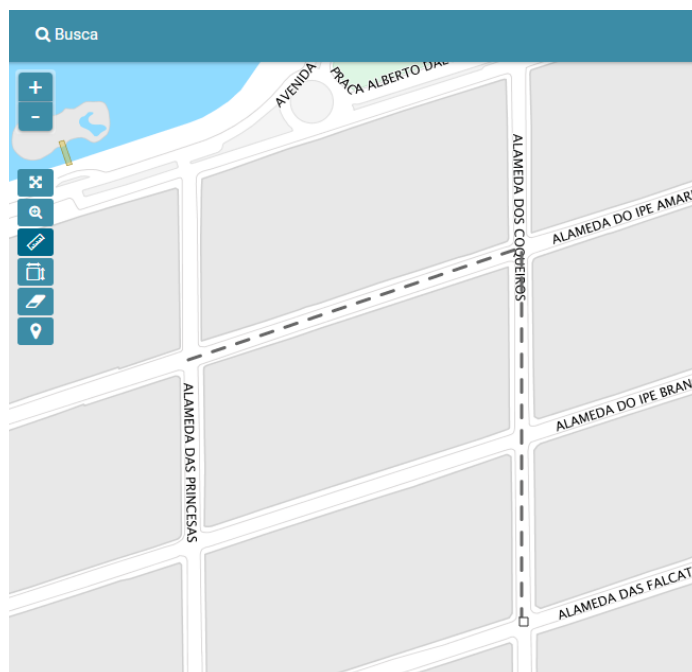 Busca
+
-
AVENIDA
PRAÇA ALBERTO DAL
ALAMEDA DOS COQUEIROS
ALAMEDA DO IPE AMAR
ALAMEDA DAS PRINCESAS
ALAMEDA DO IPE BRAN
ALAMEDA DAS FALCAT